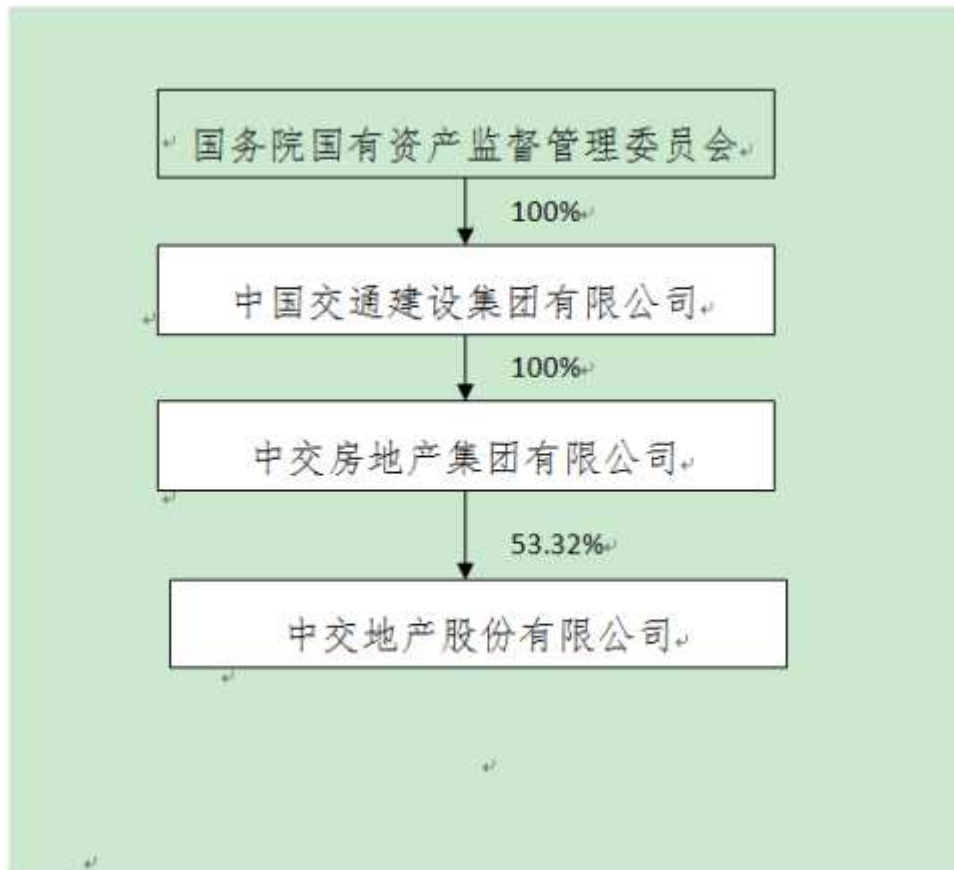 国务院国有资产监督管理委员会
100%
中国交通建设集团有限公司
100%
中交房地产集团有限公司
53.32%
中交地产股份有限公司